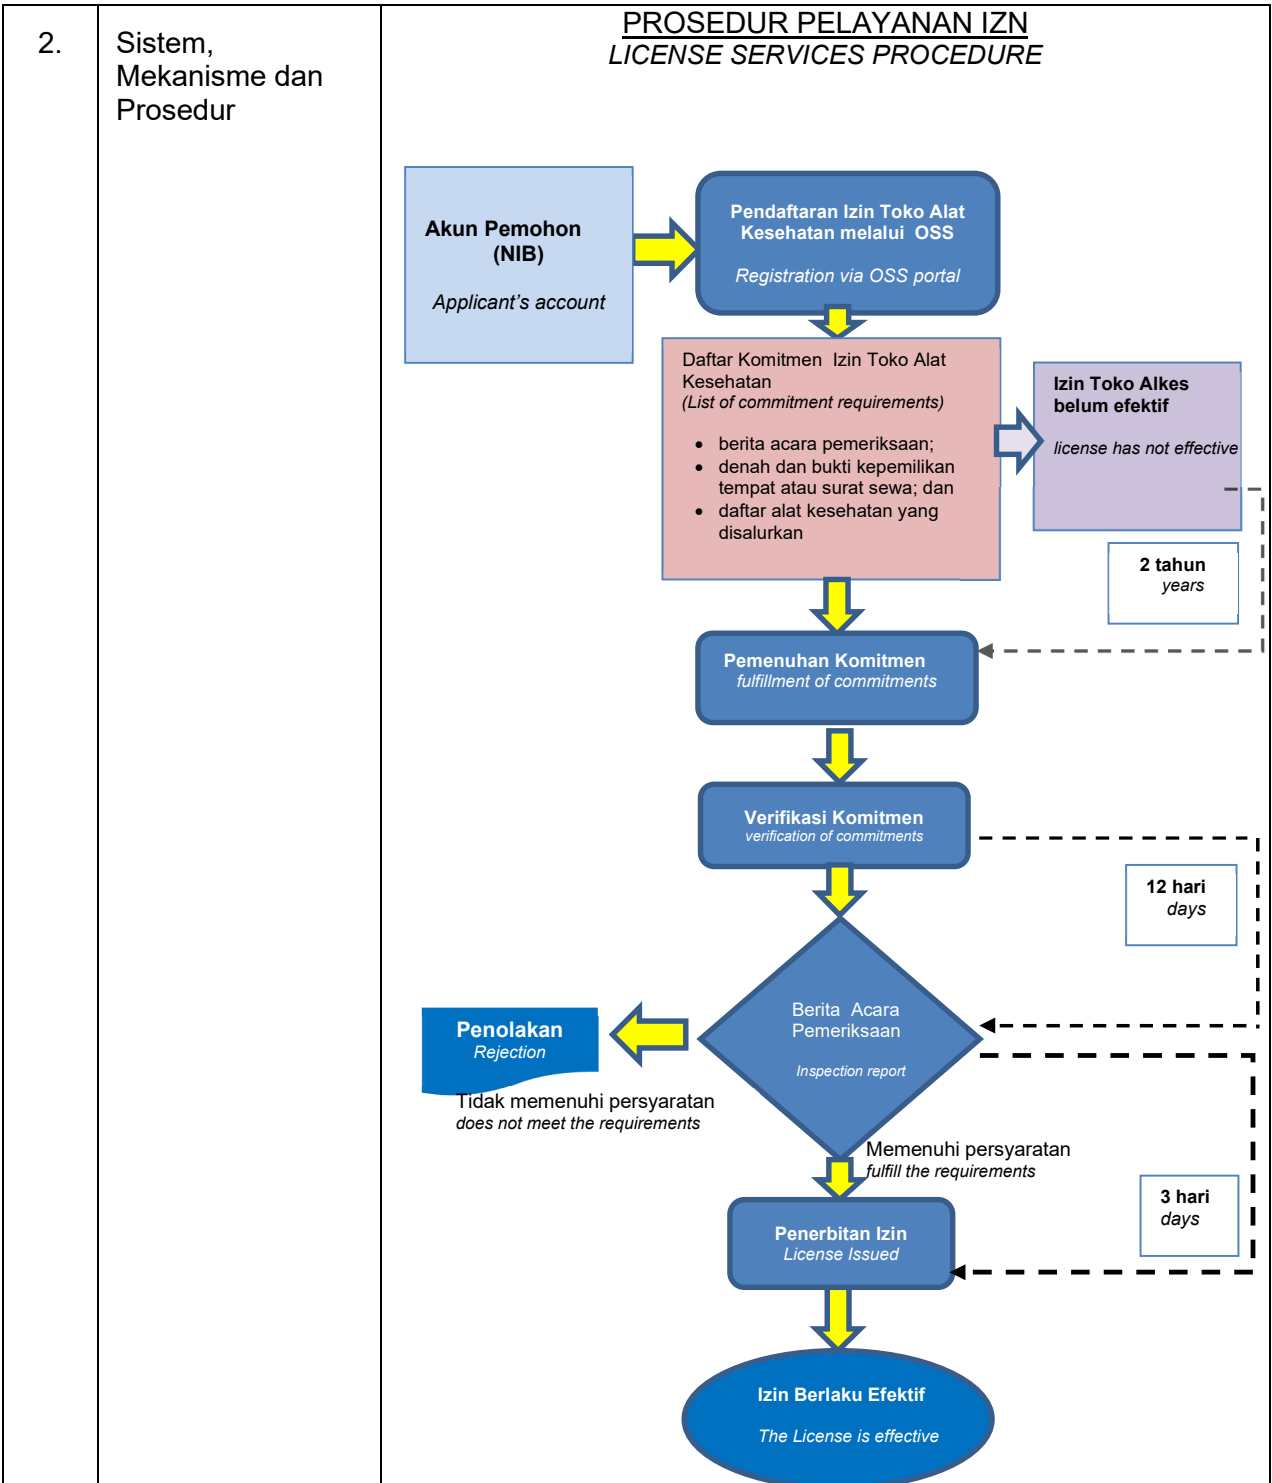 2.
Sistem,
Mekanisme dan
Prosedur
PROSEDUR PELAYANAN IZN
LICENSE SERVICES PROCEDURE
Akun Pemohon
(NIB)
Applicant’s account
Pendaftaran Izin Toko Alat
Kesehatan melalui OSS
Registration via OSS portal
Daftar Komitmen Izin Toko Alat
Kesehatan
(List of commitment requirements)
• berita acara pemeriksaan;
• denah dan bukti kepemilikan
tempat atau surat sewa; dan
• daftar alat kesehatan yang
disalurkan
Izin Toko Alkes
belum efektif
license has not effective
2 tahun
years
Pemenuhan Komitmen
fulfillment of commitments
Verifikasi Komitmen
verification of commitments
12 hari
days
Berita Acara
Pemeriksaan
Inspection report
Penolakan
Rejection
Tidak memenuhi persyaratan
does not meet the requirements
Memenuhi persyaratan
fulfill the requirements
3 hari
days
Penerbitan Izin
License Issued
Izin Berlaku Efektif
The License is effective